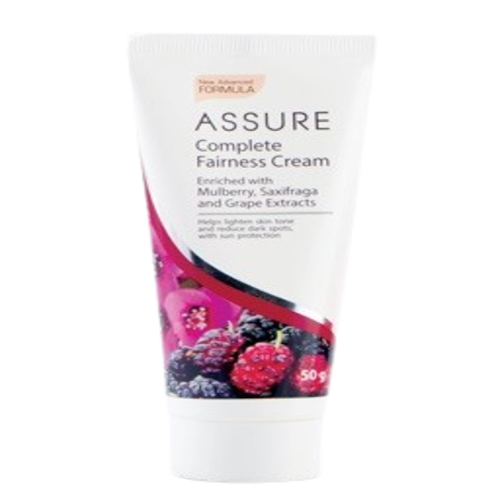 New Advanced
FORMULA
ASSURE
Complete
Fairness Cream
Enriched with
Mulberry, Saxifraga
and Grape Extracts
Helps lighten skin tone
and reduce dark spots,
with sun protection
50 g